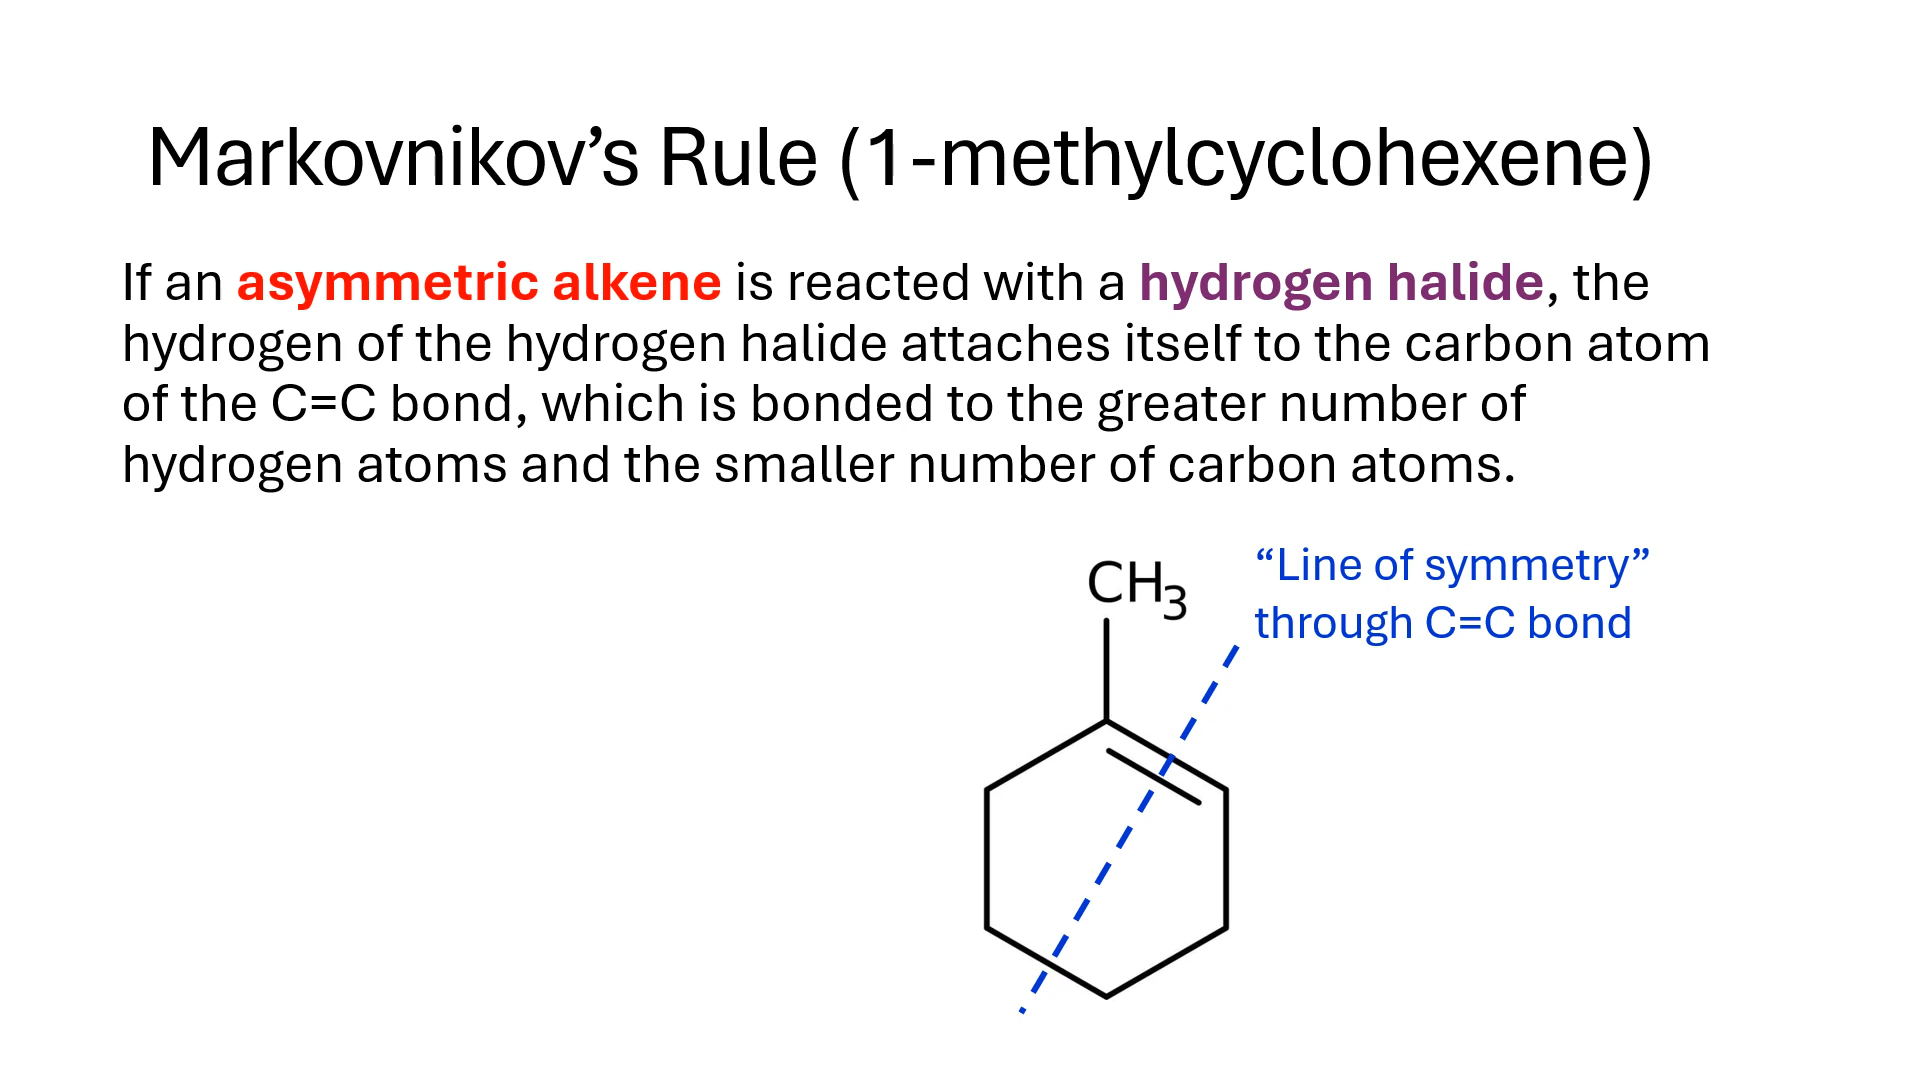 Markovnikov’s Rule (1-methylcyclohexene)
If an asymmetric alkene is reacted with a hydrogen halide, the
hydrogen of the hydrogen halide attaches itself to the carbon atom
of the C=C bond, which is bonded to the greater number of
hydrogen atoms and the smaller number of carbon atoms.
“Line of symmetry”
through C=C bond
CH3